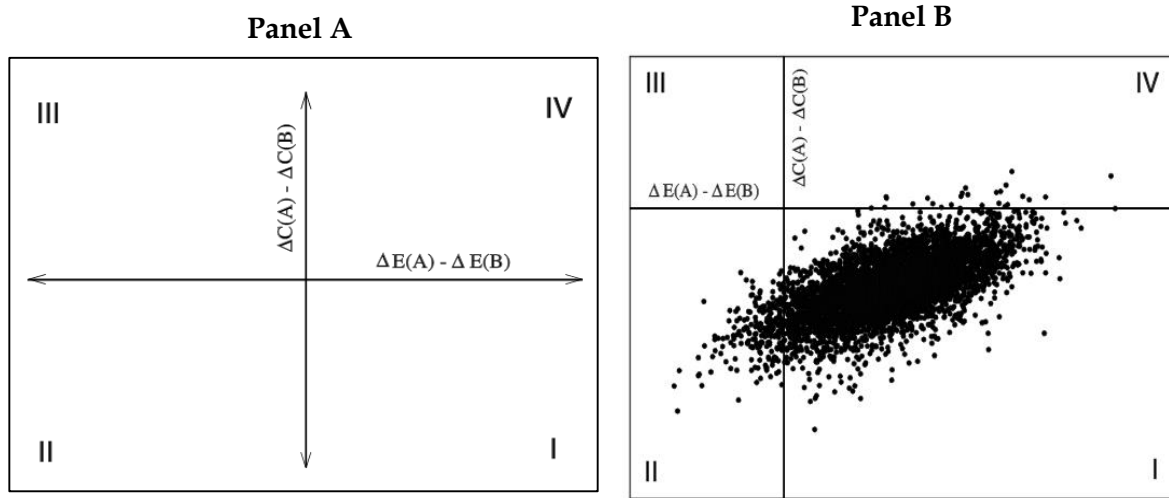 Panel A
III
IV
ΔC(A) - ΔC(B)
ΔE(A) - ΔE(B)
II
I
Panel B
III
IV
ΔC(A) - ΔC(B)
ΔE(A) - ΔE(B)
II
I